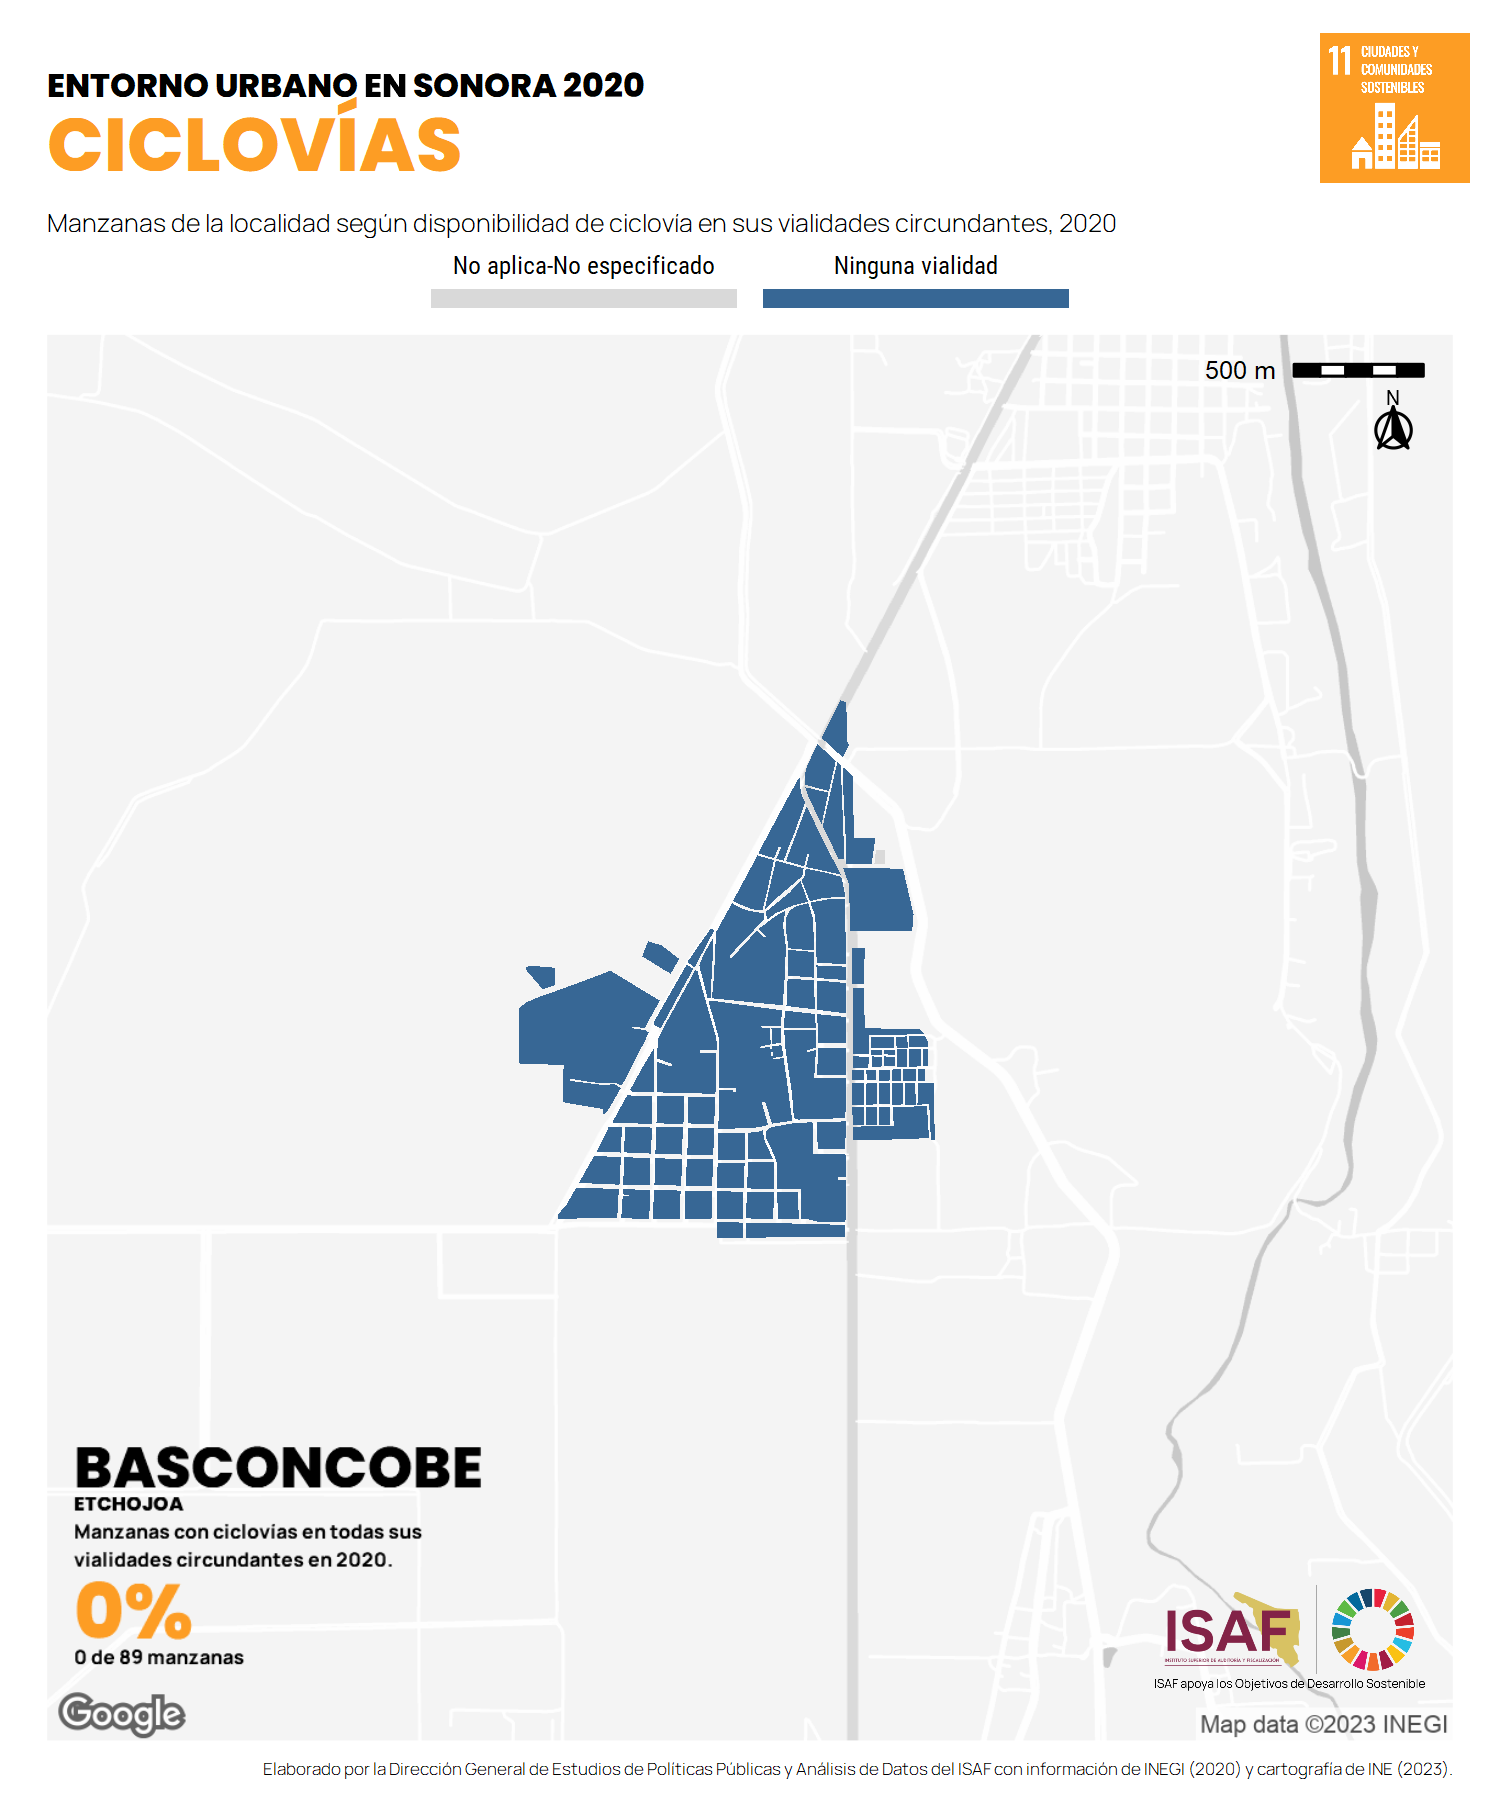 ENTORNO URBANO EN SONORA 2020
CICLOVÍAS
11 CIUDADES Y
COMUNIDADES
SOSTENIBLES
Manzanas de la localidad según disponibilidad de ciclovía en sus vialidades circundantes, 2020
No aplica-No especificado
Ninguna vialidad
500 m
N
BASCONCOBE
ETCHOJOA
Manzanas con ciclovias en todas sus
vialidades circundantes en 2020.
0%
0 de 89 manzanas
Google
ISAF
INSTITUTO SUPERIOR DE AUDITORÍA Y FISCALIZACIÓN
ISAF apoya los Objetivos de Desarrollo Sostenible
Map data ©2023 INEGI
Elaborado por la Dirección General de Estudios de Políticas Públicas y Análisis de Datos del ISAF con información de INEGI (2020) y cartografía de INE (2023).